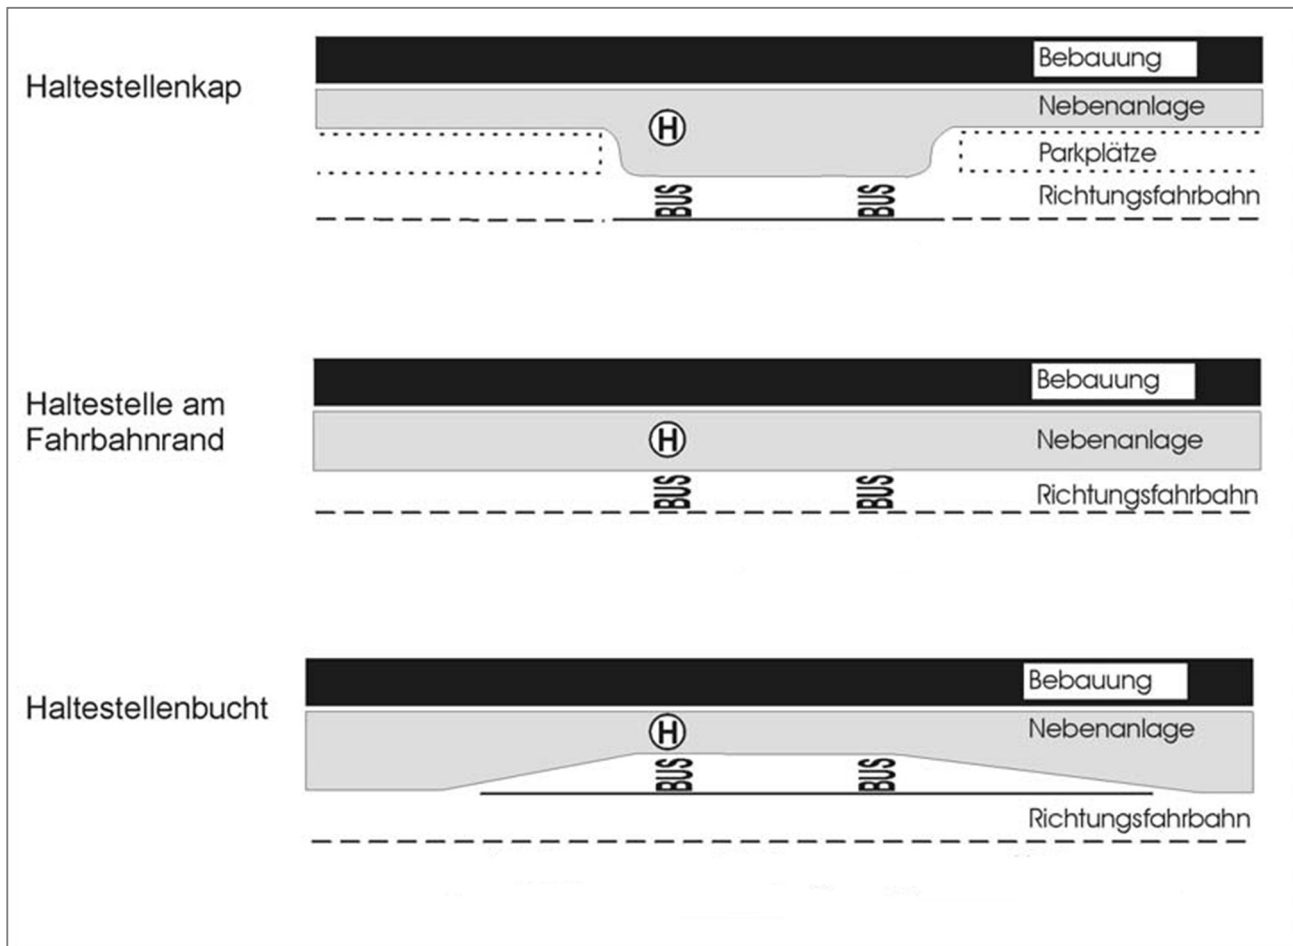 Haltestellenkap
Bebauung
Nebenanlage
H
Parkplätze
BUS BUS
Richtungsfahrbahn
Haltestelle am
Fahrbahnrand
Bebauung
H
Nebenanlage
BUS BUS
Richtungsfahrbahn
Haltestellenbucht
Bebauung
H
Nebenanlage
BUS BUS
Richtungsfahrbahn